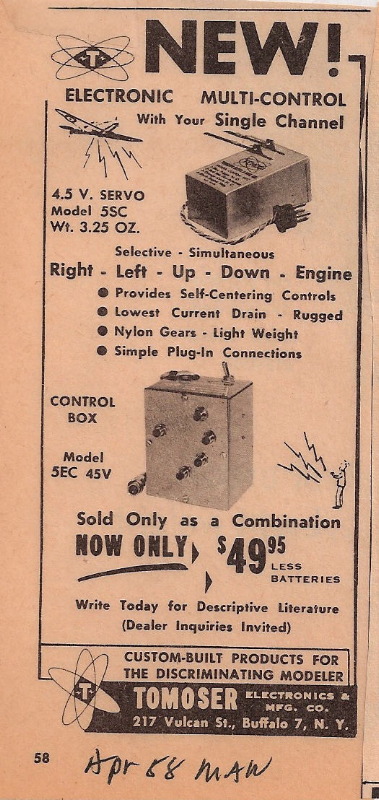 NEW!
T
ELECTRONIC MULTI-CONTROL
With Your Single Channel
4.5 V. SERVO
Model 5SC
Wt. 3.25 OZ.
Selective - Simultaneous
Right - Left - Up - Down - Engine
● Provides Self-Centering Controls
● Lowest Current Drain - Rugged
● Nylon Gears - Light Weight
● Simple Plug-In Connections
CONTROL
BOX
Model
5EC 45V
Sold Only as a Combination
NOW ONLY $49.95
LESS
BATTERIES
Write Today for Descriptive Literature
(Dealer Inquiries Invited)
CUSTOM-BUILT PRODUCTS FOR
THE DISCRIMINATING MODELER
T
TOMOSER ELECTRONICS &
MFG. CO.
217 Vulcan St., Buffalo 7, N. Y.
58
Apr 58 MAN